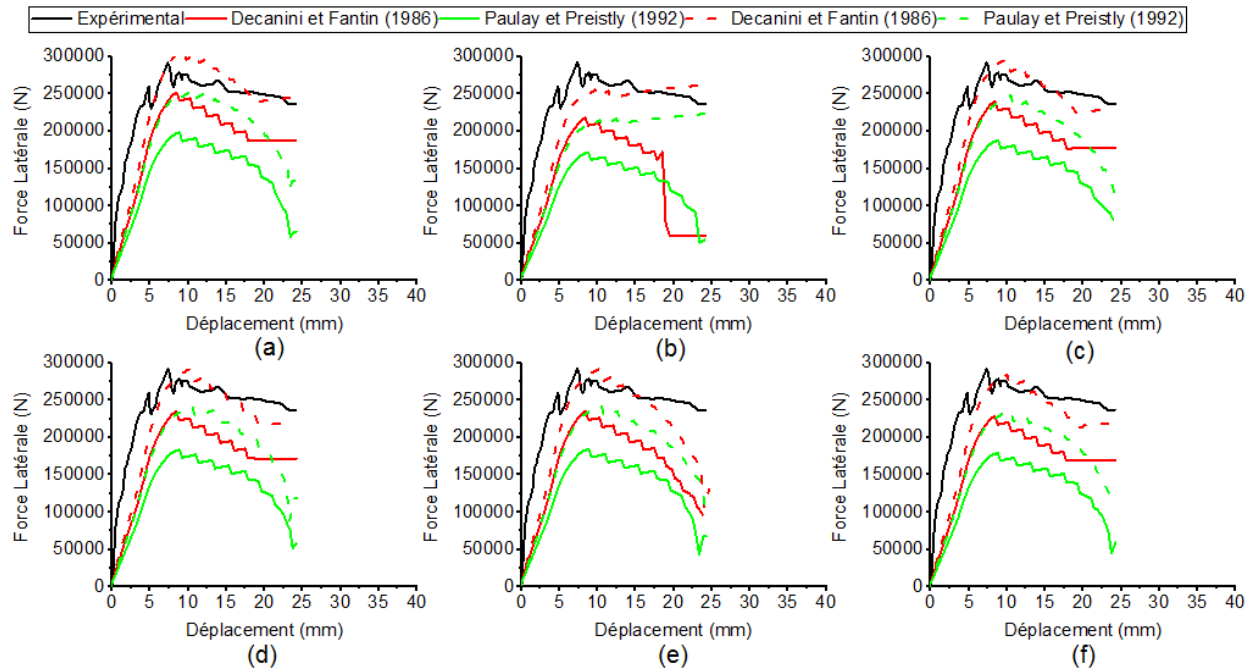 Expérimental Decanini et Fantin (1986) Paulay et Preistly (1992) Decanini et Fantin (1986) Paulay et Preistly (1992)
Force Latérale (N)
300000
250000
200000
150000
100000
50000
0
0 5 10 15 20 25 30 35 40
Déplacement (mm)
(a)
Force Latérale (N)
300000
250000
200000
150000
100000
50000
0
0 5 10 15 20 25 30 35 40
Déplacement (mm)
(b)
Force Latérale (N)
300000
250000
200000
150000
100000
50000
0
0 5 10 15 20 25 30 35 40
Déplacement (mm)
(c)
Force Latérale (N)
300000
250000
200000
150000
100000
50000
0
0 5 10 15 20 25 30 35 40
Déplacement (mm)
(d)
Force Latérale (N)
300000
250000
200000
150000
100000
50000
0
0 5 10 15 20 25 30 35 40
Déplacement (mm)
(e)
Force Latérale (N)
300000
250000
200000
150000
100000
50000
0
0 5 10 15 20 25 30 35 40
Déplacement (mm)
(f)